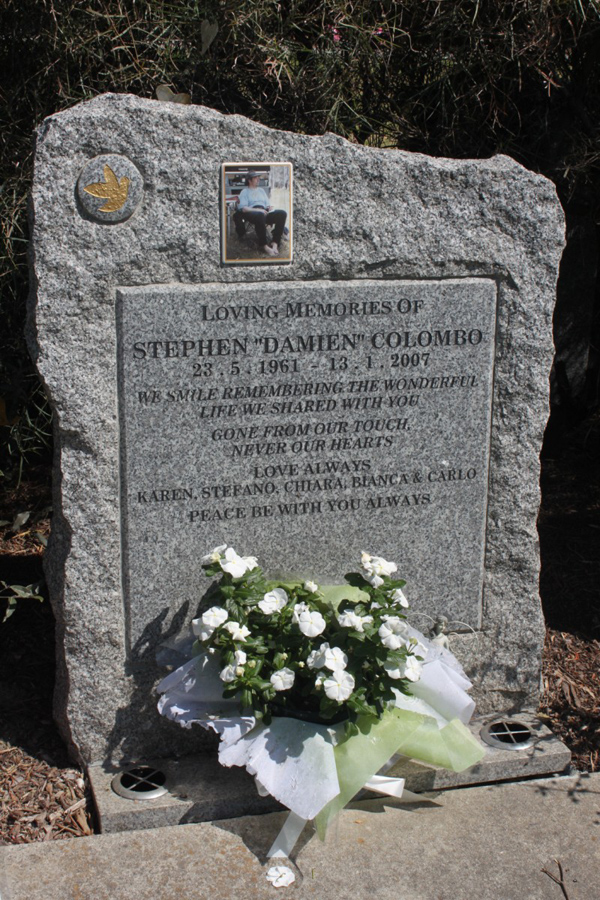 LOVING MEMORIES OF
STEPHEN "DAMIEN" COLOMBO
23 . 5 . 1961 - 13 . 1 . 2007
WE SMILE REMEMBERING THE WONDERFUL
LIFE WE SHARED WITH YOU
GONE FROM OUR TOUCH,
NEVER OUR HEARTS
LOVE ALWAYS
KAREN, STEFANO, CHIARA, BIANCA & CARLO
PEACE BE WITH YOU ALWAYS